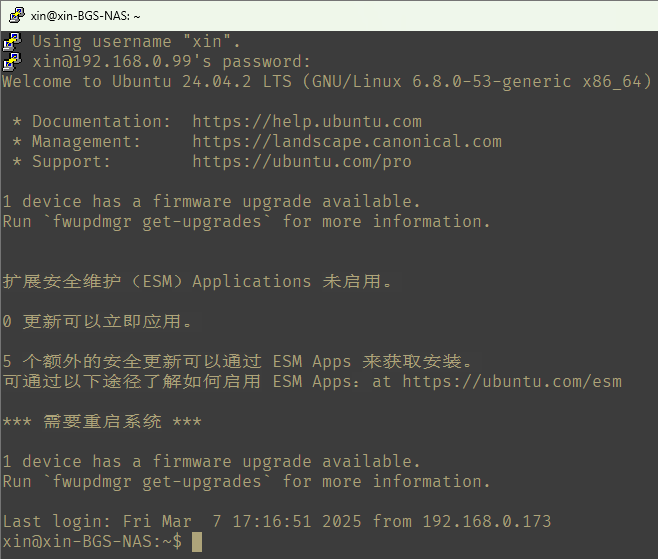 xin@xin-BGS-NAS: ~
Using username "xin".
xin@192.168.0.99's password:
Welcome to Ubuntu 24.04.2 LTS (GNU/Linux 6.8.0-53-generic x86_64)
* Documentation:  https://help.ubuntu.com
* Management:     https://landscape.canonical.com
* Support:        https://ubuntu.com/pro
1 device has a firmware upgrade available.
Run `fwupdmgr get-upgrades` for more information.
扩展安全维护（ESM）Applications 未启用。
0 更新可以立即应用。
5 个额外的安全更新可以通过 ESM Apps 来获取安装。
可通过以下途径了解如何启用 ESM Apps：at https://ubuntu.com/esm
*** 需要重启系统 ***
1 device has a firmware upgrade available.
Run `fwupdmgr get-upgrades` for more information.
Last login: Fri Mar  7 17:16:51 2025 from 192.168.0.173
xin@xin-BGS-NAS:~$